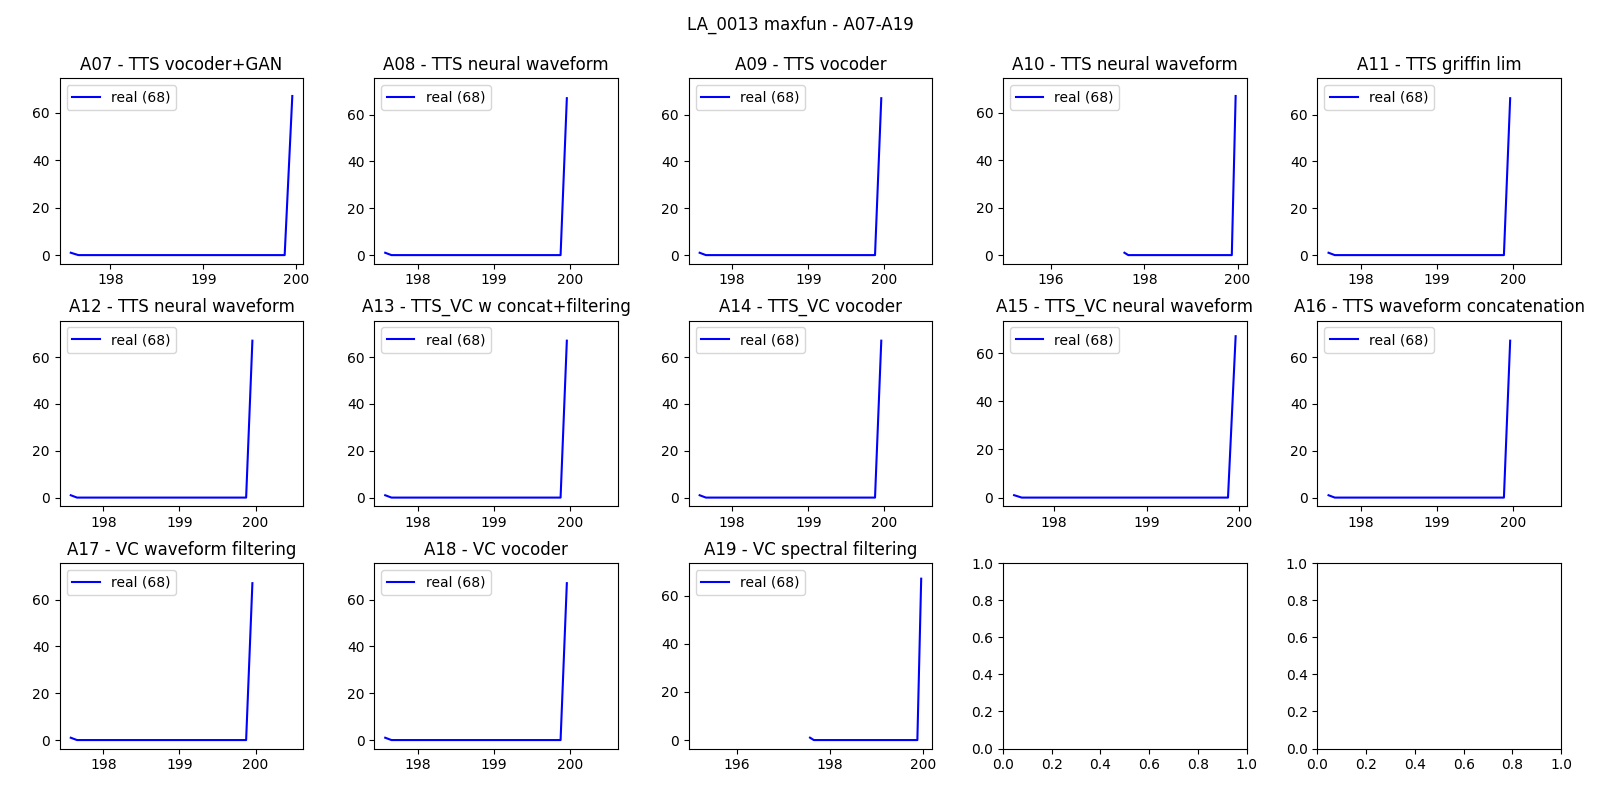 LA_0013 maxfun - A07-A19
A07 - TTS vocoder+GAN
real (68)
60
40
20
0
198 199 200
A08 - TTS neural waveform
real (68)
60
40
20
0
198 199 200
A09 - TTS vocoder
real (68)
60
40
20
0
198 199 200
A10 - TTS neural waveform
real (68)
60
40
20
0
196 198 200
A11 - TTS griffin lim
real (68)
60
40
20
0
198 199 200
A12 - TTS neural waveform
real (68)
60
40
20
0
198 199 200
A13 - TTS_VC w concat+filtering
real (68)
60
40
20
0
198 199 200
A14 - TTS_VC vocoder
real (68)
60
40
20
0
198 199 200
A15 - TTS_VC neural waveform
real (68)
60
40
20
0
198 199 200
A16 - TTS waveform concatenation
real (68)
60
40
20
0
198 199 200
A17 - VC waveform filtering
real (68)
60
40
20
0
198 199 200
A18 - VC vocoder
real (68)
60
40
20
0
198 199 200
A19 - VC spectral filtering
real (68)
60
40
20
0
196 198 200
1.0
0.8
0.6
0.4
0.2
0.0
0.0 0.2 0.4 0.6 0.8 1.0
1.0
0.8
0.6
0.4
0.2
0.0
0.0 0.2 0.4 0.6 0.8 1.0